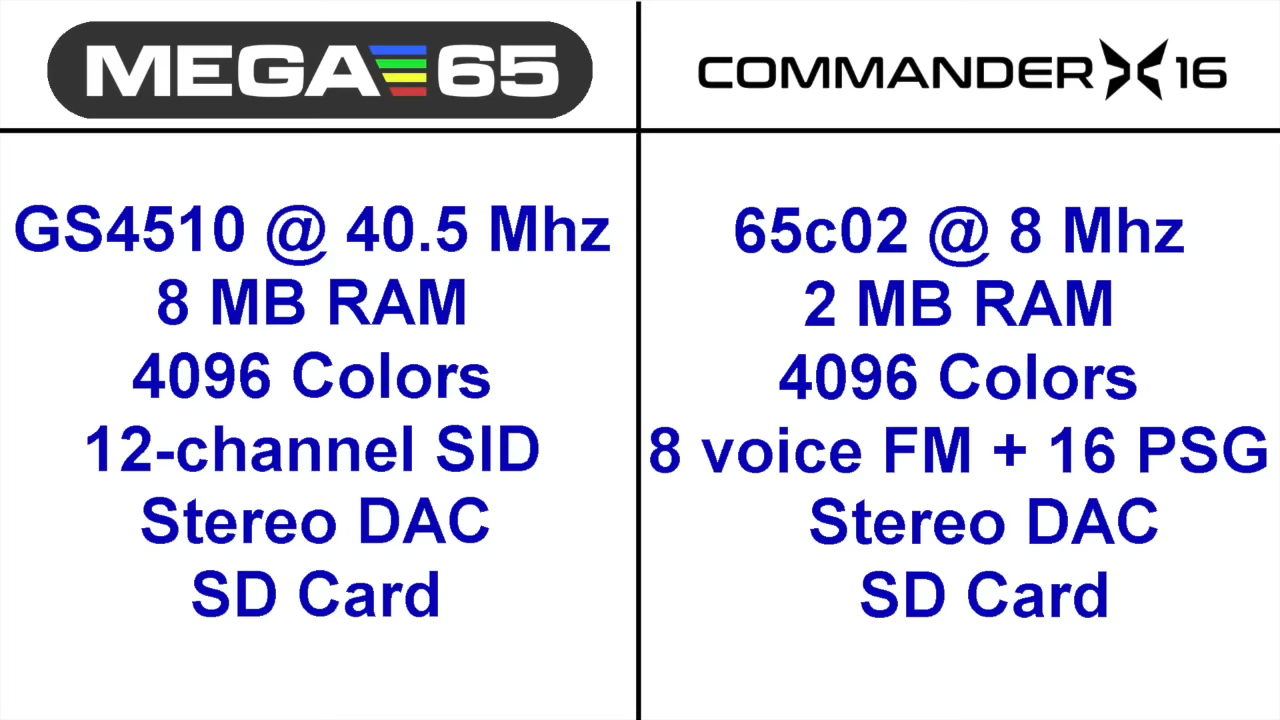 MEGA65
COMMANDER X16
GS4510 @ 40.5 Mhz
8 MB RAM
4096 Colors
12-channel SID
Stereo DAC
SD Card
65c02 @ 8 Mhz
2 MB RAM
4096 Colors
8 voice FM + 16 PSG
Stereo DAC
SD Card